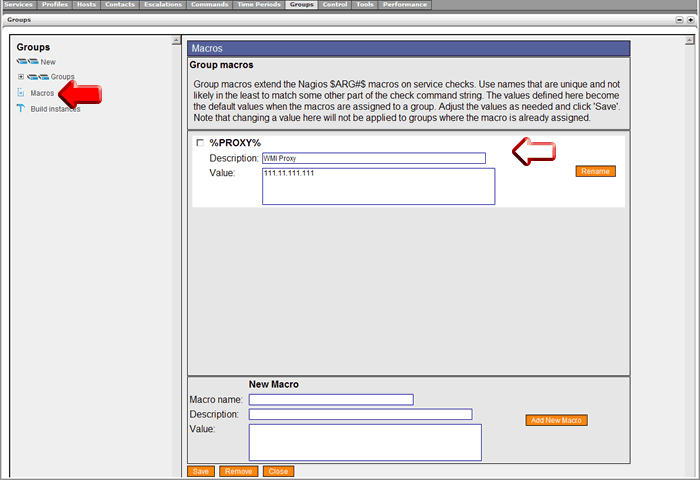 Services Profiles Hosts Contacts Escalations Commands Time Periods Groups Control Tools Performance
Groups
Groups
New
Groups
Macros
Build instances
Macros
Group macros
Group macros extend the Nagios $ARG#$ macros on service checks. Use names that are unique and not
likely in the least to match some other part of the check command string. The values defined here become
the default values when the macros are assigned to a group. Adjust the values as needed and click 'Save'.
Note that changing a value here will not be applied to groups where the macro is already assigned.
%PROXY%
Description: WMI Proxy
Value: 111.11.111.111
Rename
New Macro
Macro name:
Description:
Value:
Add New Macro
Save Remove Close